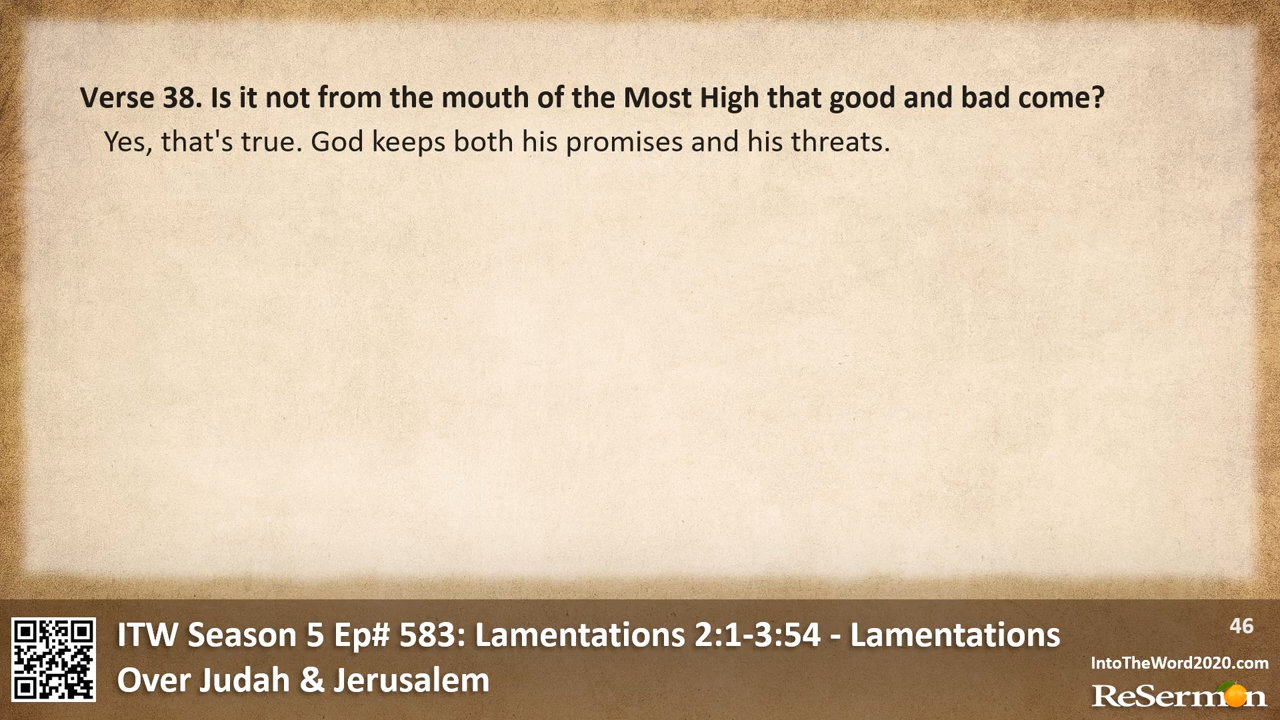 Verse 38. Is it not from the mouth of the Most High that good and bad come?
Yes, that's true. God keeps both his promises and his threats.
ITW Season 5 Ep# 583: Lamentations 2:1-3:54 - Lamentations
Over Judah & Jerusalem
46
IntoTheWord2020.com
ReSermon